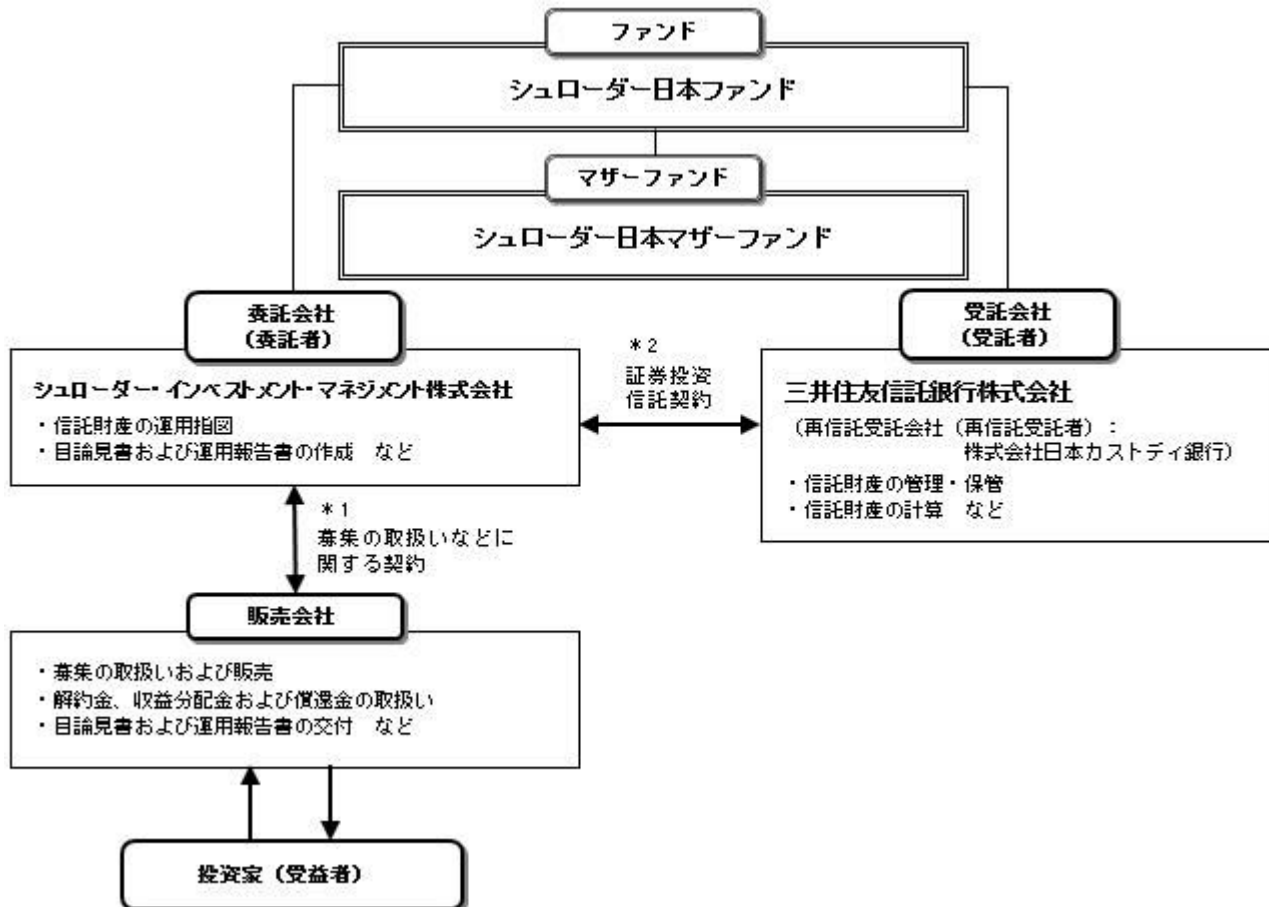 ファンド
シュローダー日本ファンド
マザーファンド
シュローダー日本マザーファンド
委託会社
(委託者)
シュローダー・インベストメント・マネジメント株式会社
・信託財産の運用指図
・目論見書および運用報告書の作成 など
*2
証券投資
信託契約
受託会社
(受託者)
三井住友信託銀行株式会社
(再信託受託会社(再信託受託者):
株式会社日本カストディ銀行)
・信託財産の管理・保管
・信託財産の計算 など
*1
募集の取扱いなどに
関する契約
販売会社
・募集の取扱いおよび販売
・解約金、収益分配金および償還金の取扱い
・目論見書および運用報告書の交付 など
投資家(受益者)